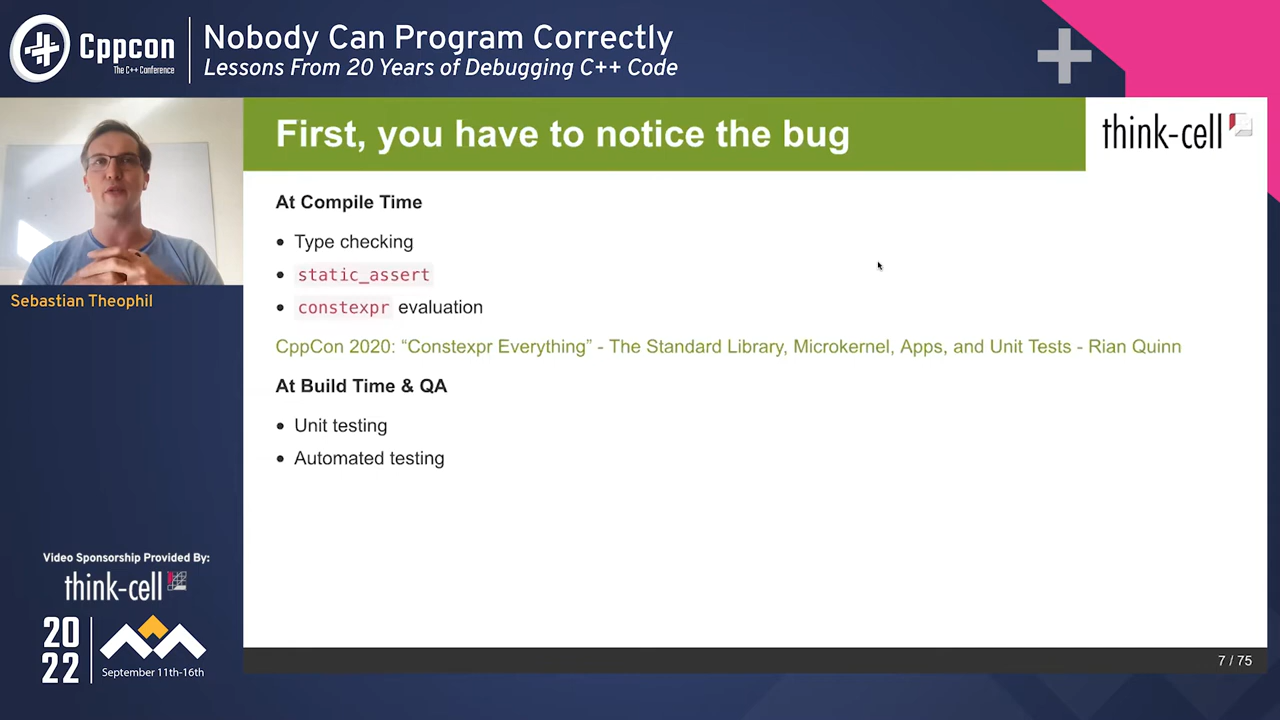 Cppcon
The C++ Conference
Nobody Can Program Correctly
Lessons From 20 Years of Debugging C++ Code
First, you have to notice the bug
think-cell
At Compile Time
Type checking
static_assert
constexpr evaluation
CppCon 2020: “Constexpr Everything” - The Standard Library, Microkernel, Apps, and Unit Tests - Rian Quinn
At Build Time & QA
Unit testing
Automated testing
Sebastian Theophil
Video Sponsorship Provided By:
think-cell
20
22
September 11th-16th
7 / 75